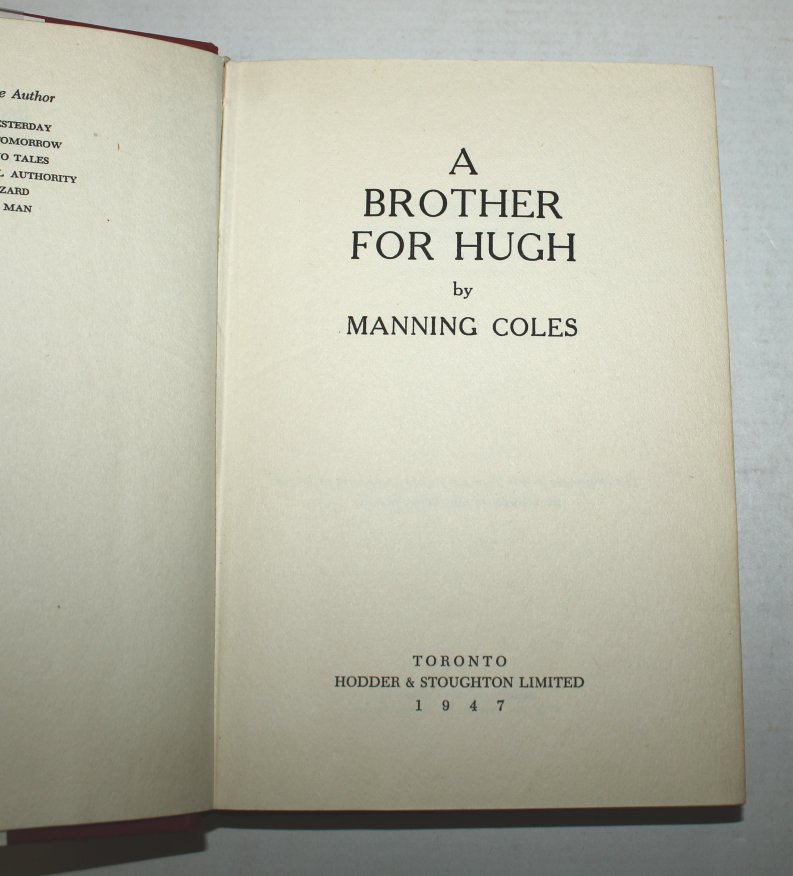 e Author
ESTERDAY
TOMORROW
O TALES
L AUTHORITY
ZARD
MAN
A
BROTHER
FOR HUGH
by
MANNING COLES
TORONTO
HODDER & STOUGHTON LIMITED
1 9 4 7